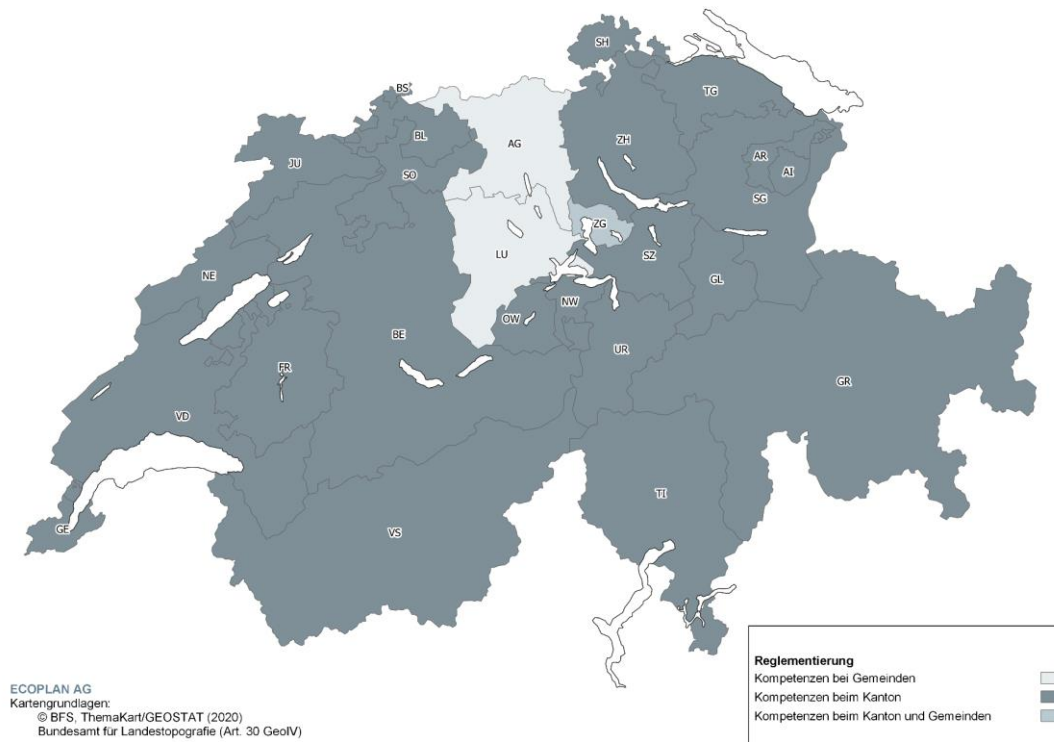 SH
BS
TG
BL
AG
ZH
JU
SO
AR
AI
SG
ZG
LU
SZ
NE
GL
NW
OW
BE
UR
FR
GR
VD
TI
GE
VS
ECOPLAN AG
Kartengrundlagen:
© BFS, ThemaKart/GEOSTAT (2020)
Bundesamt für Landestopografie (Art. 30 GeoIV)
Reglementierung
Kompetenzen bei Gemeinden
Kompetenzen beim Kanton
Kompetenzen beim Kanton und Gemeinden